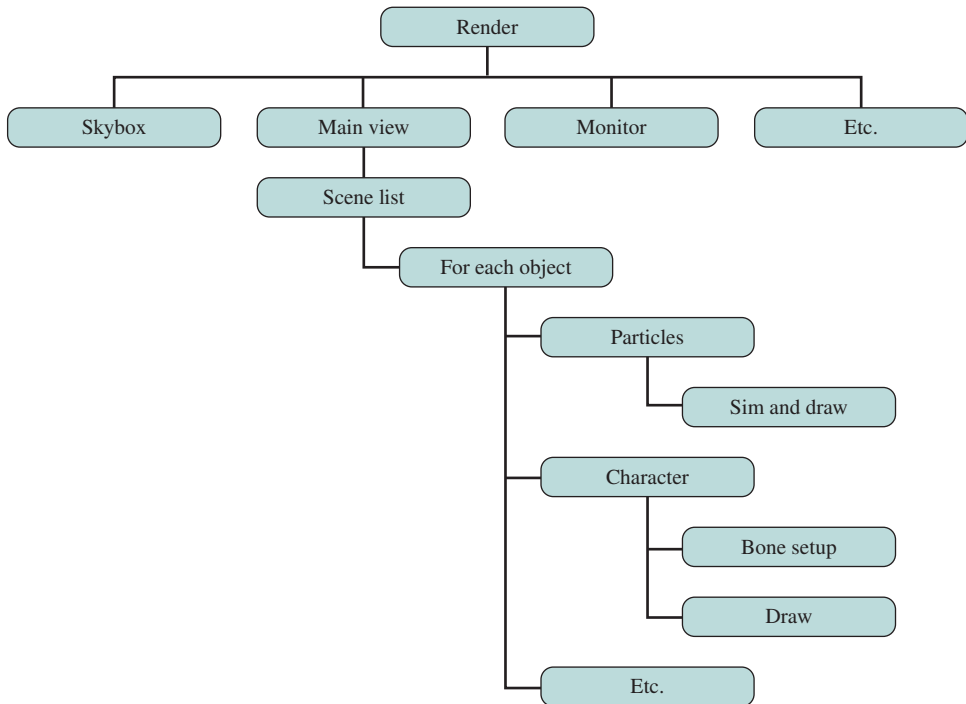 Render
Skybox
Main view
Monitor
Etc.
Scene list
For each object
Particles
Sim and draw
Character
Bone setup
Draw
Etc.